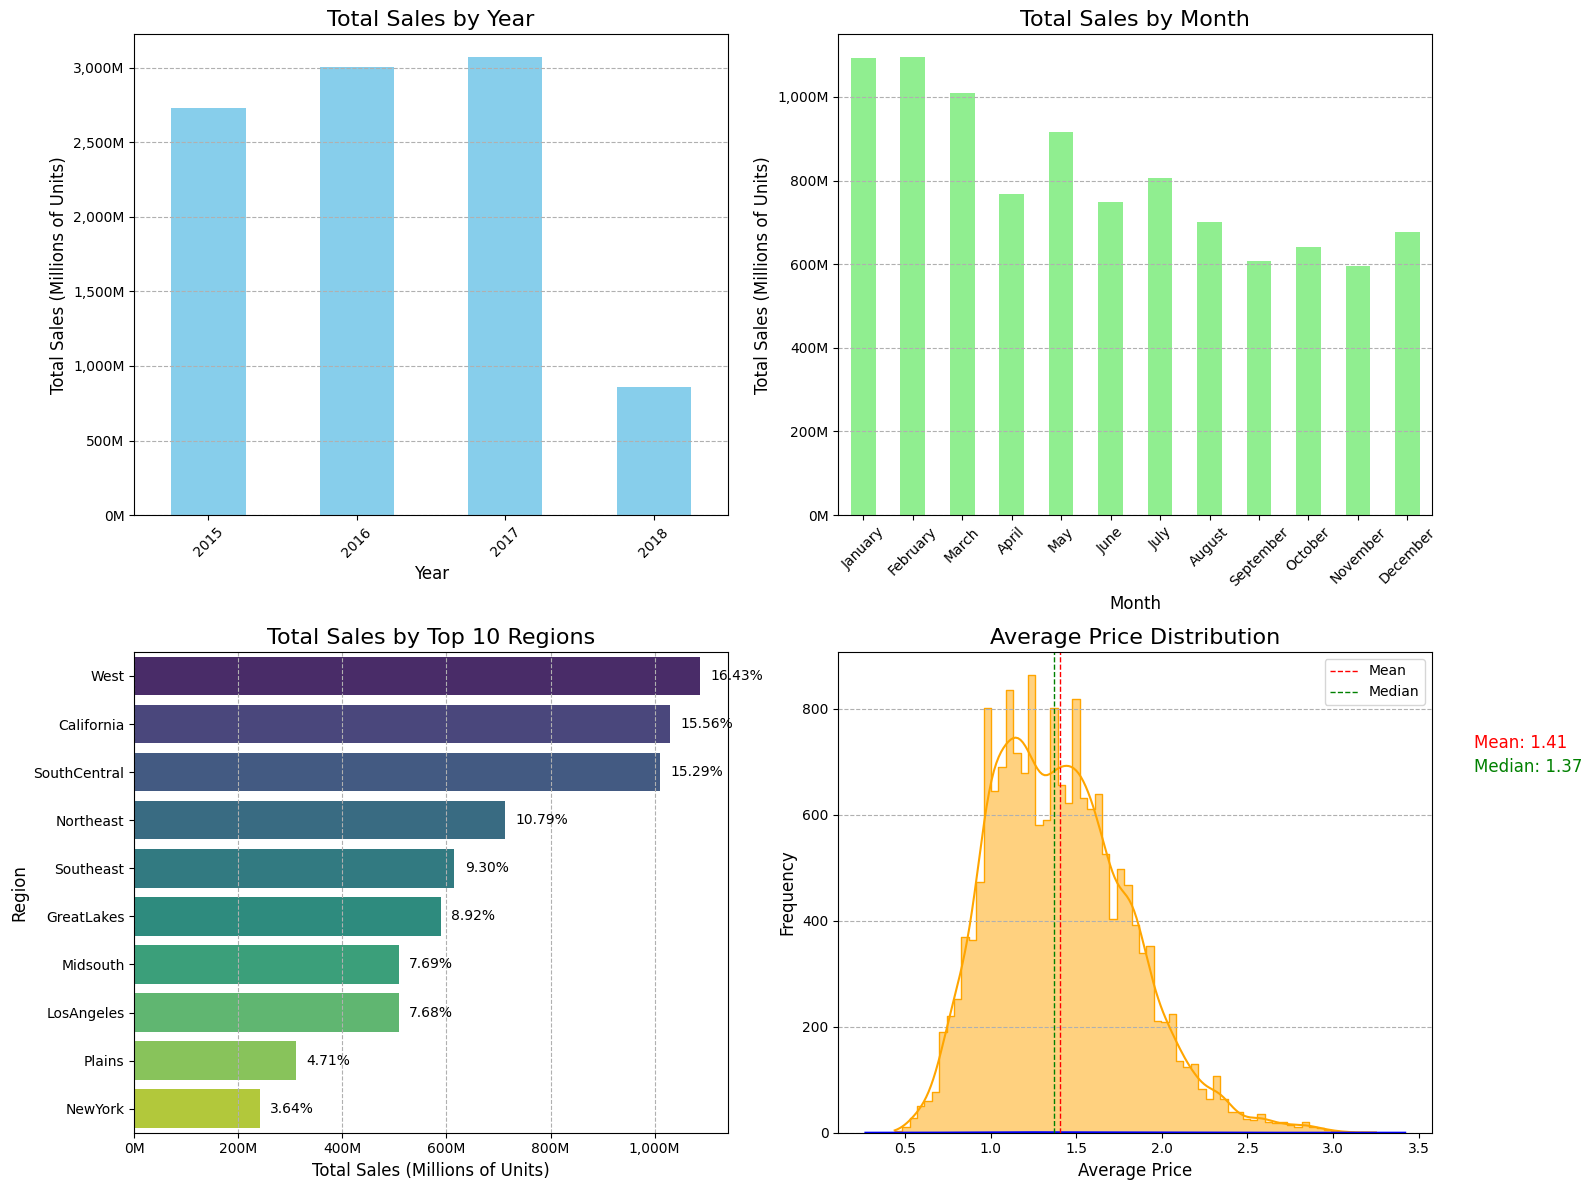 Total Sales by Year
Total Sales (Millions of Units)
3,000M
2,500M
2,000M
1,500M
1,000M
500M
0M
2015
2016
2017
2018
Year
Total Sales by Month
Total Sales (Millions of Units)
1,000M
800M
600M
400M
200M
0M
January
February
March
April
May
June
July
August
September
October
November
December
Month
Total Sales by Top 10 Regions
Region
West
16.43%
California
15.56%
SouthCentral
15.29%
Northeast
10.79%
Southeast
9.30%
GreatLakes
8.92%
Midsouth
7.69%
LosAngeles
7.68%
Plains
4.71%
NewYork
3.64%
0M
200M
400M
600M
800M
1,000M
Total Sales (Millions of Units)
Average Price Distribution
Mean
Median
Mean: 1.41
Median: 1.37
Frequency
800
600
400
200
0
0.5
1.0
1.5
2.0
2.5
3.0
3.5
Average Price